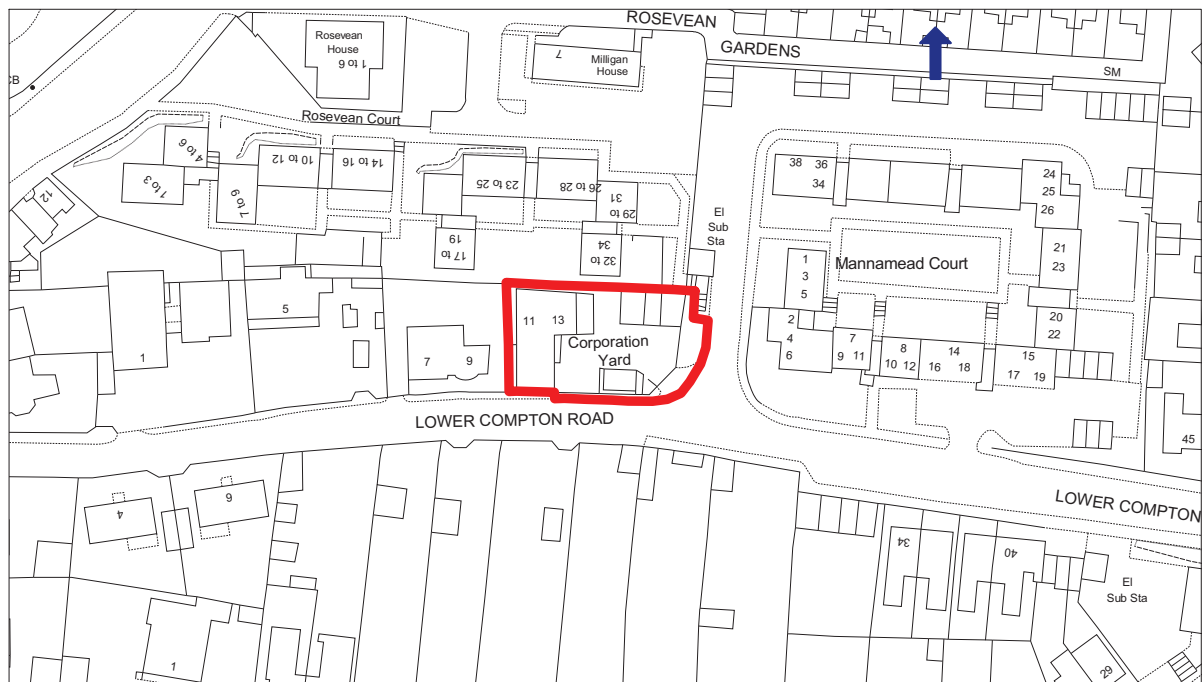 ROSEVEAN
GARDENS
SM
CB
Rosevean
House
1 to 6
7
Milligan
House
Rosevean Court
4 to 6
1 to 3
7 to 9
10 to 12
14 to 16
23 to 25
26 to 28
29 to
31
17 to
19
32 to
34
12
El
Sub
Sta
38
36
34
24
25
26
21
23
Mannamead Court
1
3
5
2
4
6
7
9
11
8
10
12
14
16
18
15
17
19
20
22
45
1
5
7
9
11
13
Corporation
Yard
LOWER COMPTON ROAD
LOWER COMPTON
4
6
1
34
40
El
Sub Sta
29